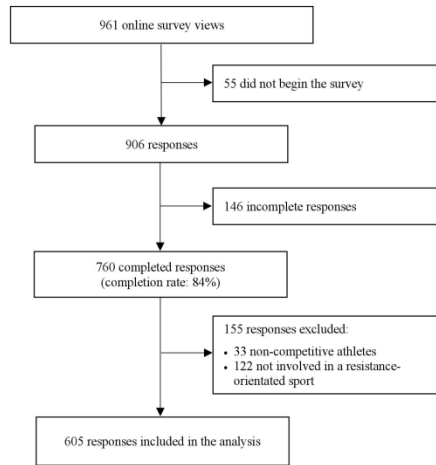 961 online survey views
55 did not begin the survey
906 responses
146 incomplete responses
760 completed responses
(completion rate: 84%)
155 responses excluded:
• 33 non-competitive athletes
• 122 not involved in a resistance-
orientated sport
605 responses included in the analysis